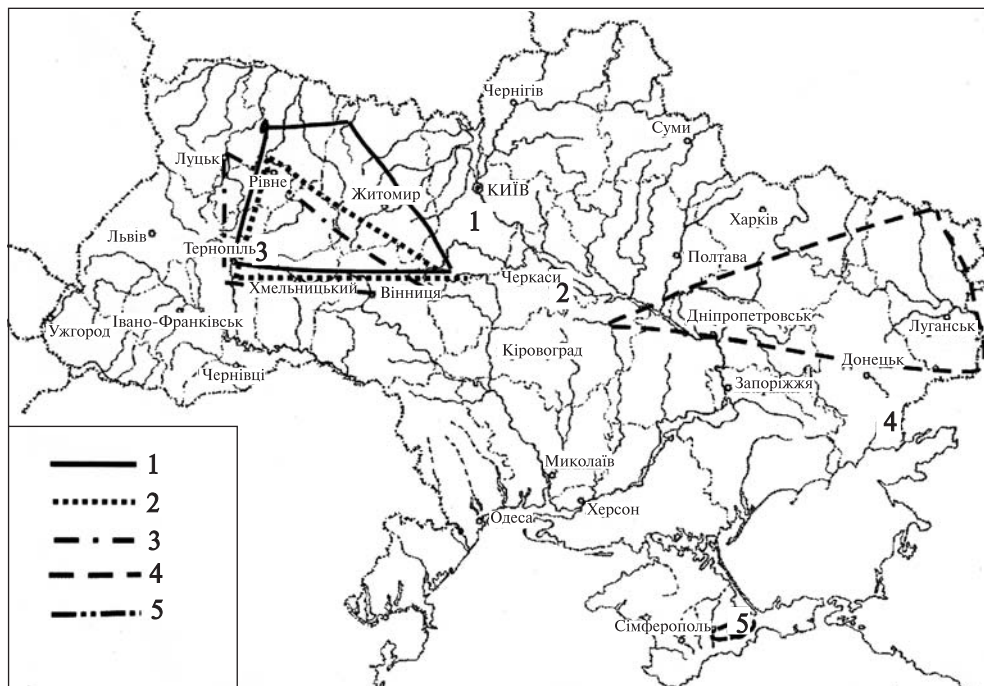 Чернігів
Суми
Луцьк
Рівне
КИЇВ
Житомир
1
Харків
Львів
Тернопіль
3
Полтава
Хмельницький
Вінниця
Черкаси
2
Ужгород
Івано-Франківськ
Дніпропетровськ
Луганськ
Кіровоград
Донецьк
Чернівці
Запоріжжя
4
Миколаїв
Херсон
Одеса
Сімферополь
5
1
2
3
4
5